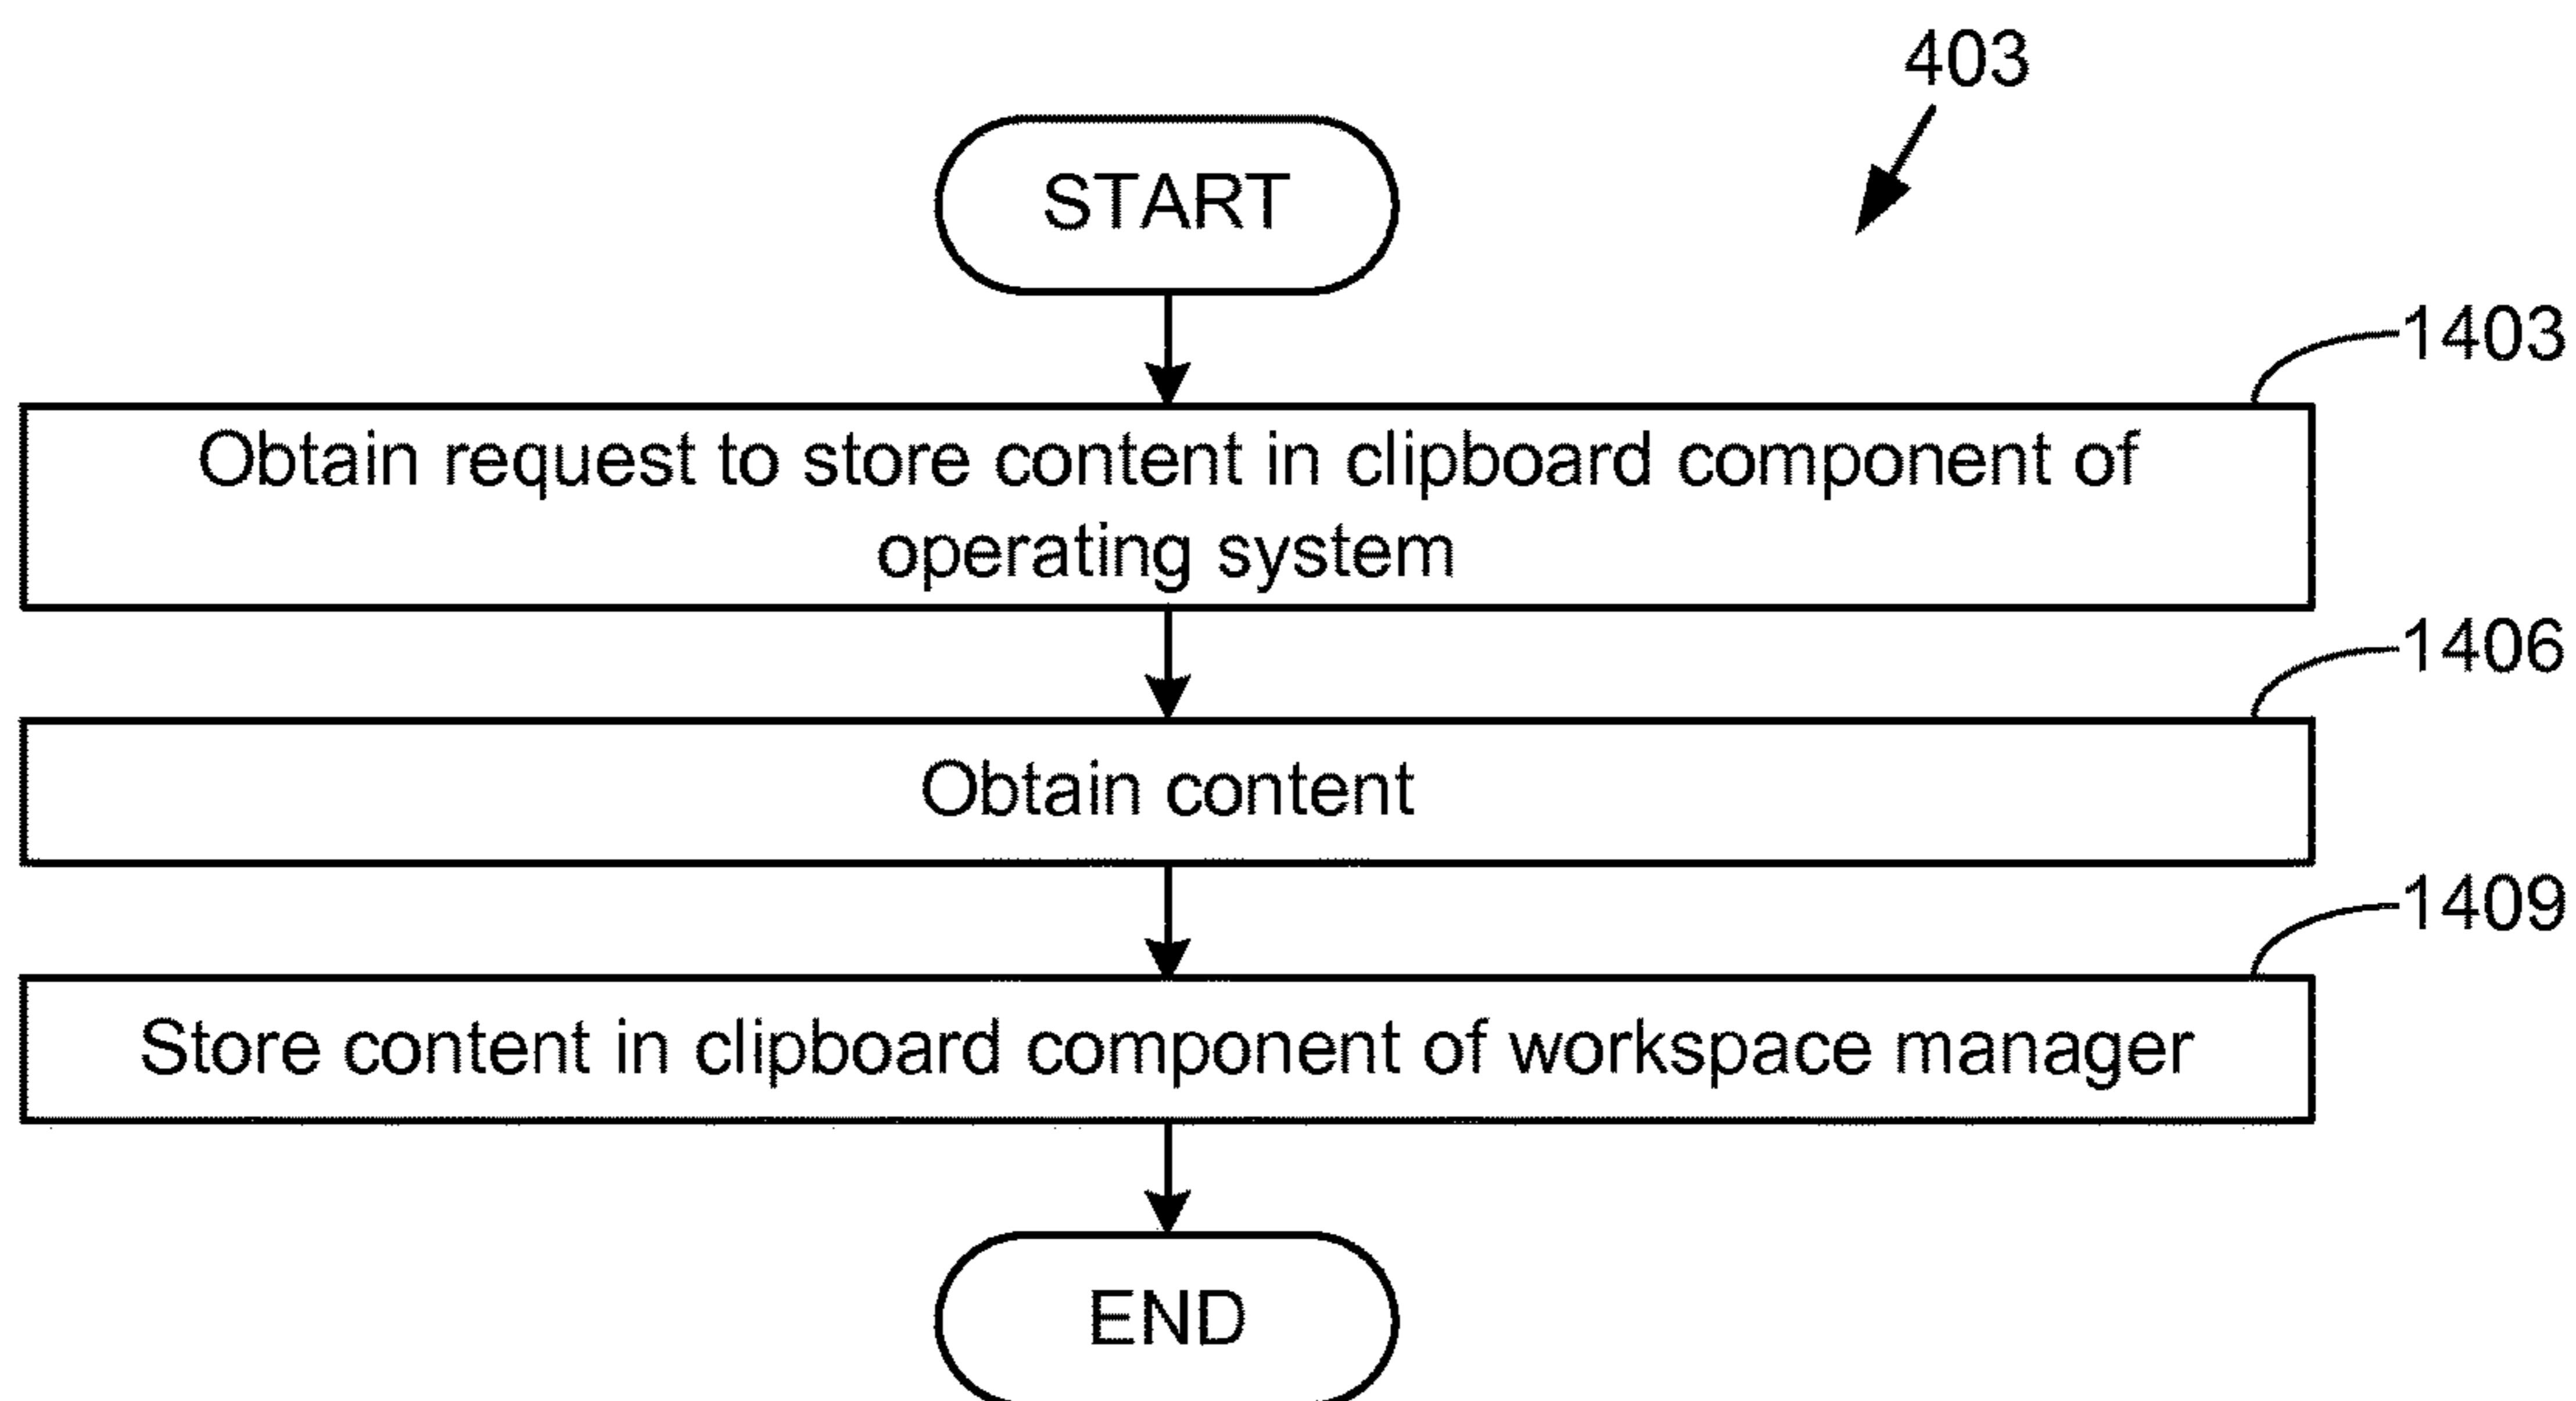 403
START
1403
Obtain request to store content in clipboard component of
operating system
1406
Obtain content
1409
Store content in clipboard component of workspace manager
END